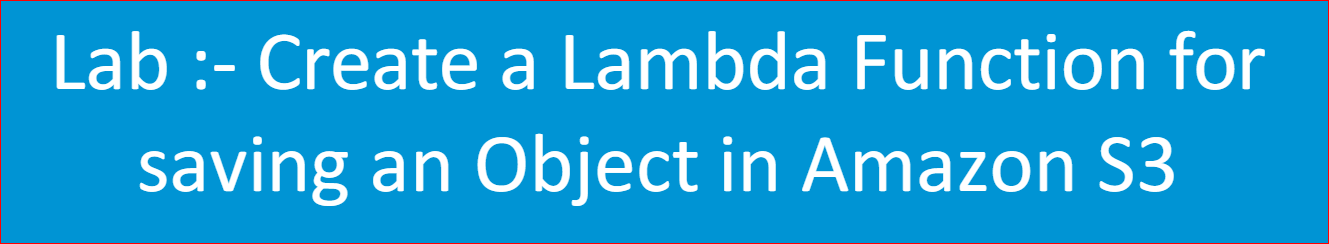 Lab :- Create a Lambda Function for
saving an Object in Amazon S3